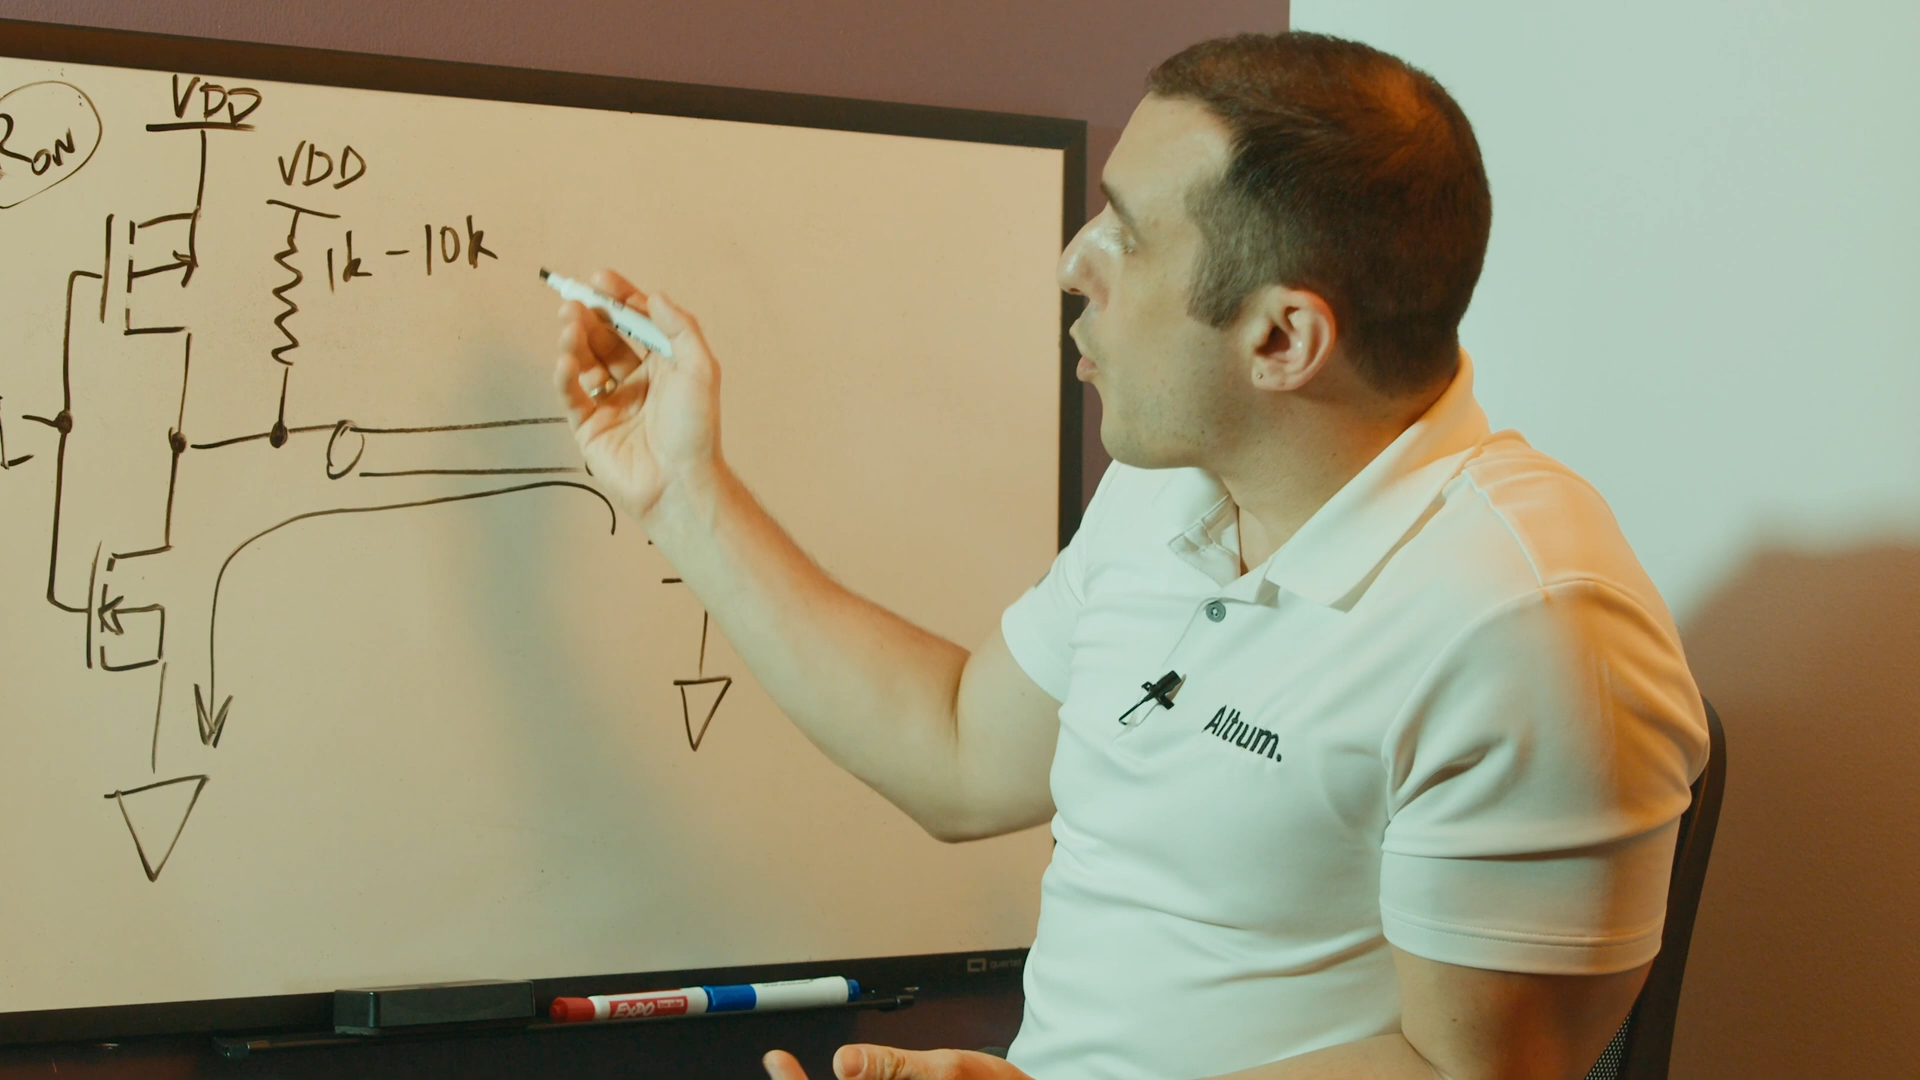 VDD
RON
VDD
1k-10k
Altium.
EXPO